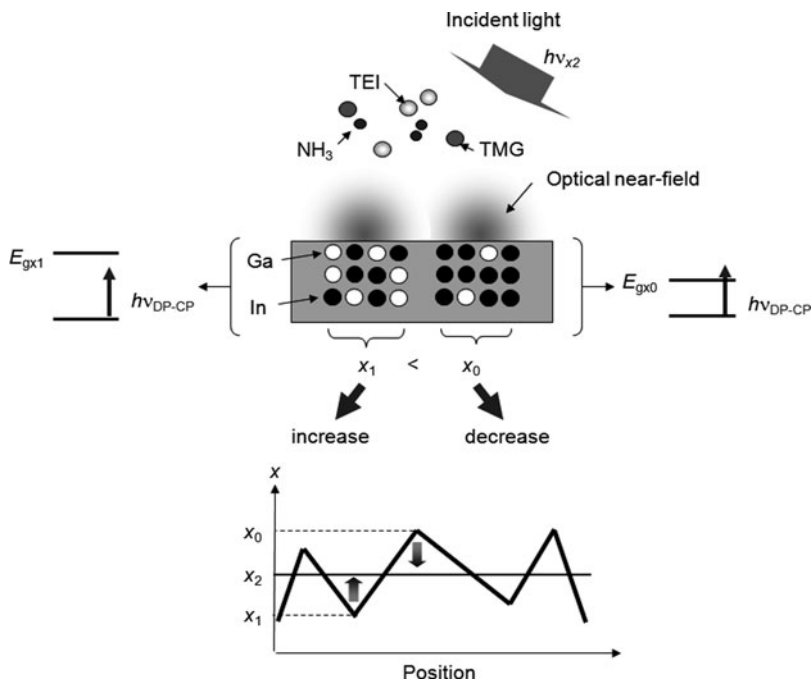 Incident light
hνx2
TEI
NH3
TMG
Optical near-field
Egx1
hνDP-CP
Ga
In
Egx0
hνDP-CP
x1 < x0
increase decrease
x
x0
x2
x1
Position